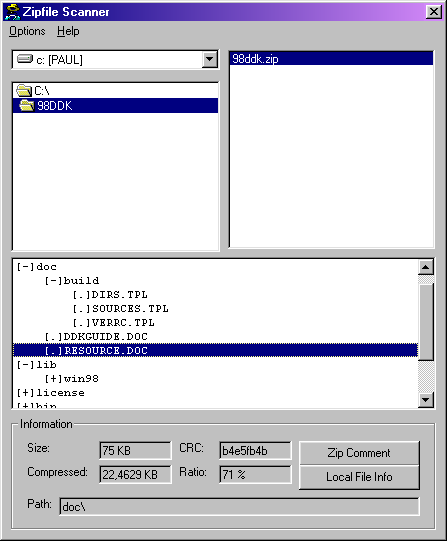 Zipfile Scanner
Options Help
c: [PAUL]
98ddk.zip
C:\
98DDK
[-]doc
[-]build
[.]DIRS.TPL
[.]SOURCES.TPL
[.]VERRC.TPL
[.]DDKGUIDE.DOC
[.]RESOURCE.DOC
[-]lib
[+]win98
[+]license
[+]bin
Information
Size: 75 KB CRC: b4e5fb4b Zip Comment
Compressed: 22,4629 KB Ratio: 71 % Local File Info
Path: doc\